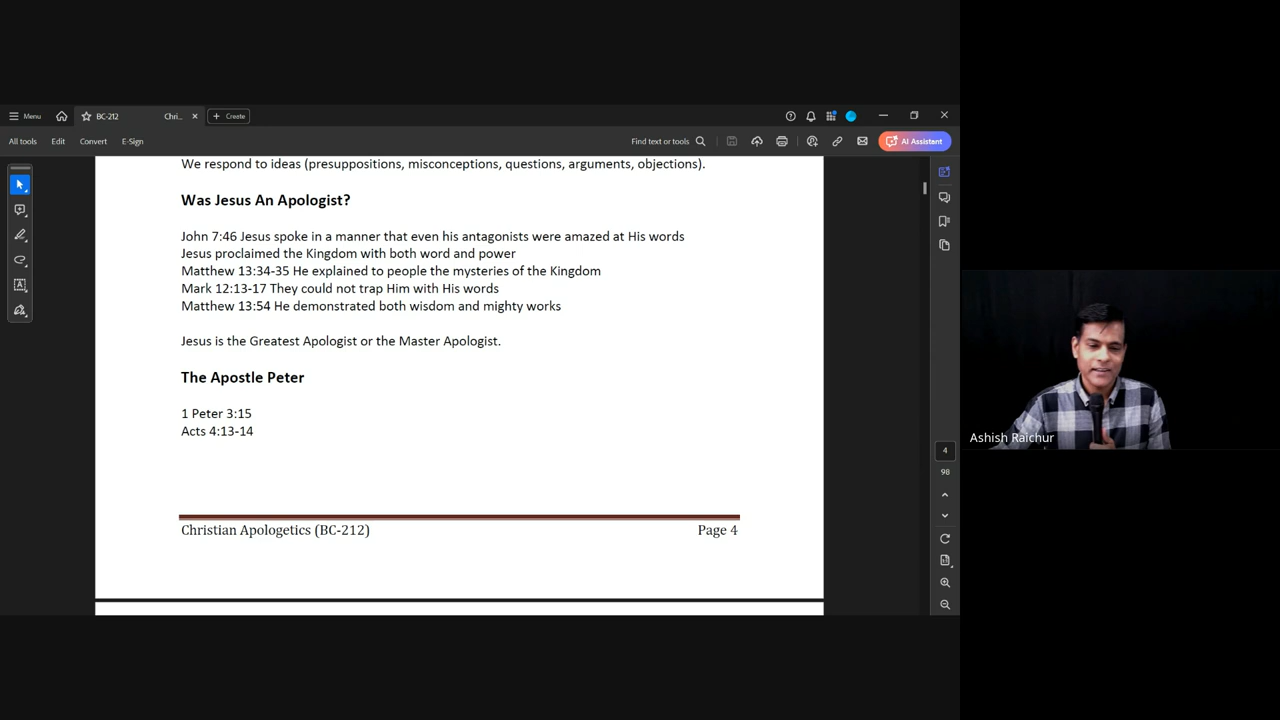 Menu
BC-212 Chri...
Create
All tools
Edit
Convert
E-Sign
Find text or tools
AI Assistant
We respond to ideas (presuppositions, misconceptions, questions, arguments, objections).
Was Jesus An Apologist?
John 7:46 Jesus spoke in a manner that even his antagonists were amazed at His words
Jesus proclaimed the Kingdom with both word and power
Matthew 13:34-35 He explained to people the mysteries of the Kingdom
Mark 12:13-17 They could not trap Him with His words
Matthew 13:54 He demonstrated both wisdom and mighty works
Jesus is the Greatest Apologist or the Master Apologist.
The Apostle Peter
1 Peter 3:15
Acts 4:13-14
Christian Apologetics (BC-212) Page 4
4
98
Ashish Raichur